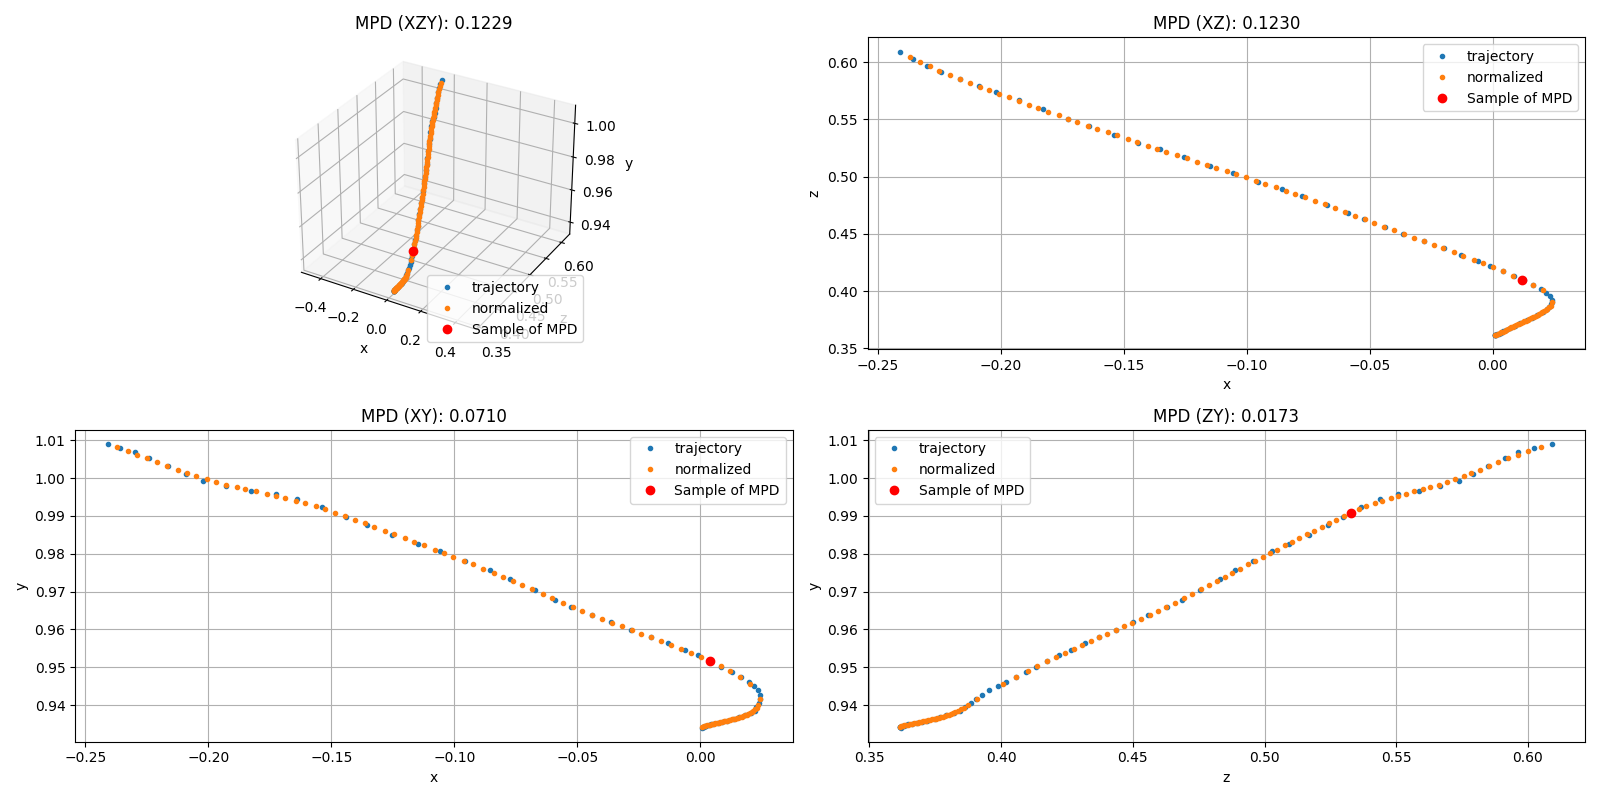 MPD (XZY): 0.1229
1.00
0.98
0.96
0.94
y
0.60
0.55
0.50
0.45
0.40
0.35
z
−0.4
−0.2
0.0
0.2
0.4
x
trajectory
normalized
Sample of MPD
MPD (XZ): 0.1230
0.60
0.55
0.50
0.45
0.40
0.35
z
−0.25
−0.20
−0.15
−0.10
−0.05
0.00
x
trajectory
normalized
Sample of MPD
MPD (XY): 0.0710
1.01
1.00
0.99
0.98
0.97
0.96
0.95
0.94
y
−0.25
−0.20
−0.15
−0.10
−0.05
0.00
x
trajectory
normalized
Sample of MPD
MPD (ZY): 0.0173
1.01
1.00
0.99
0.98
0.97
0.96
0.95
0.94
y
0.35
0.40
0.45
0.50
0.55
0.60
z
trajectory
normalized
Sample of MPD